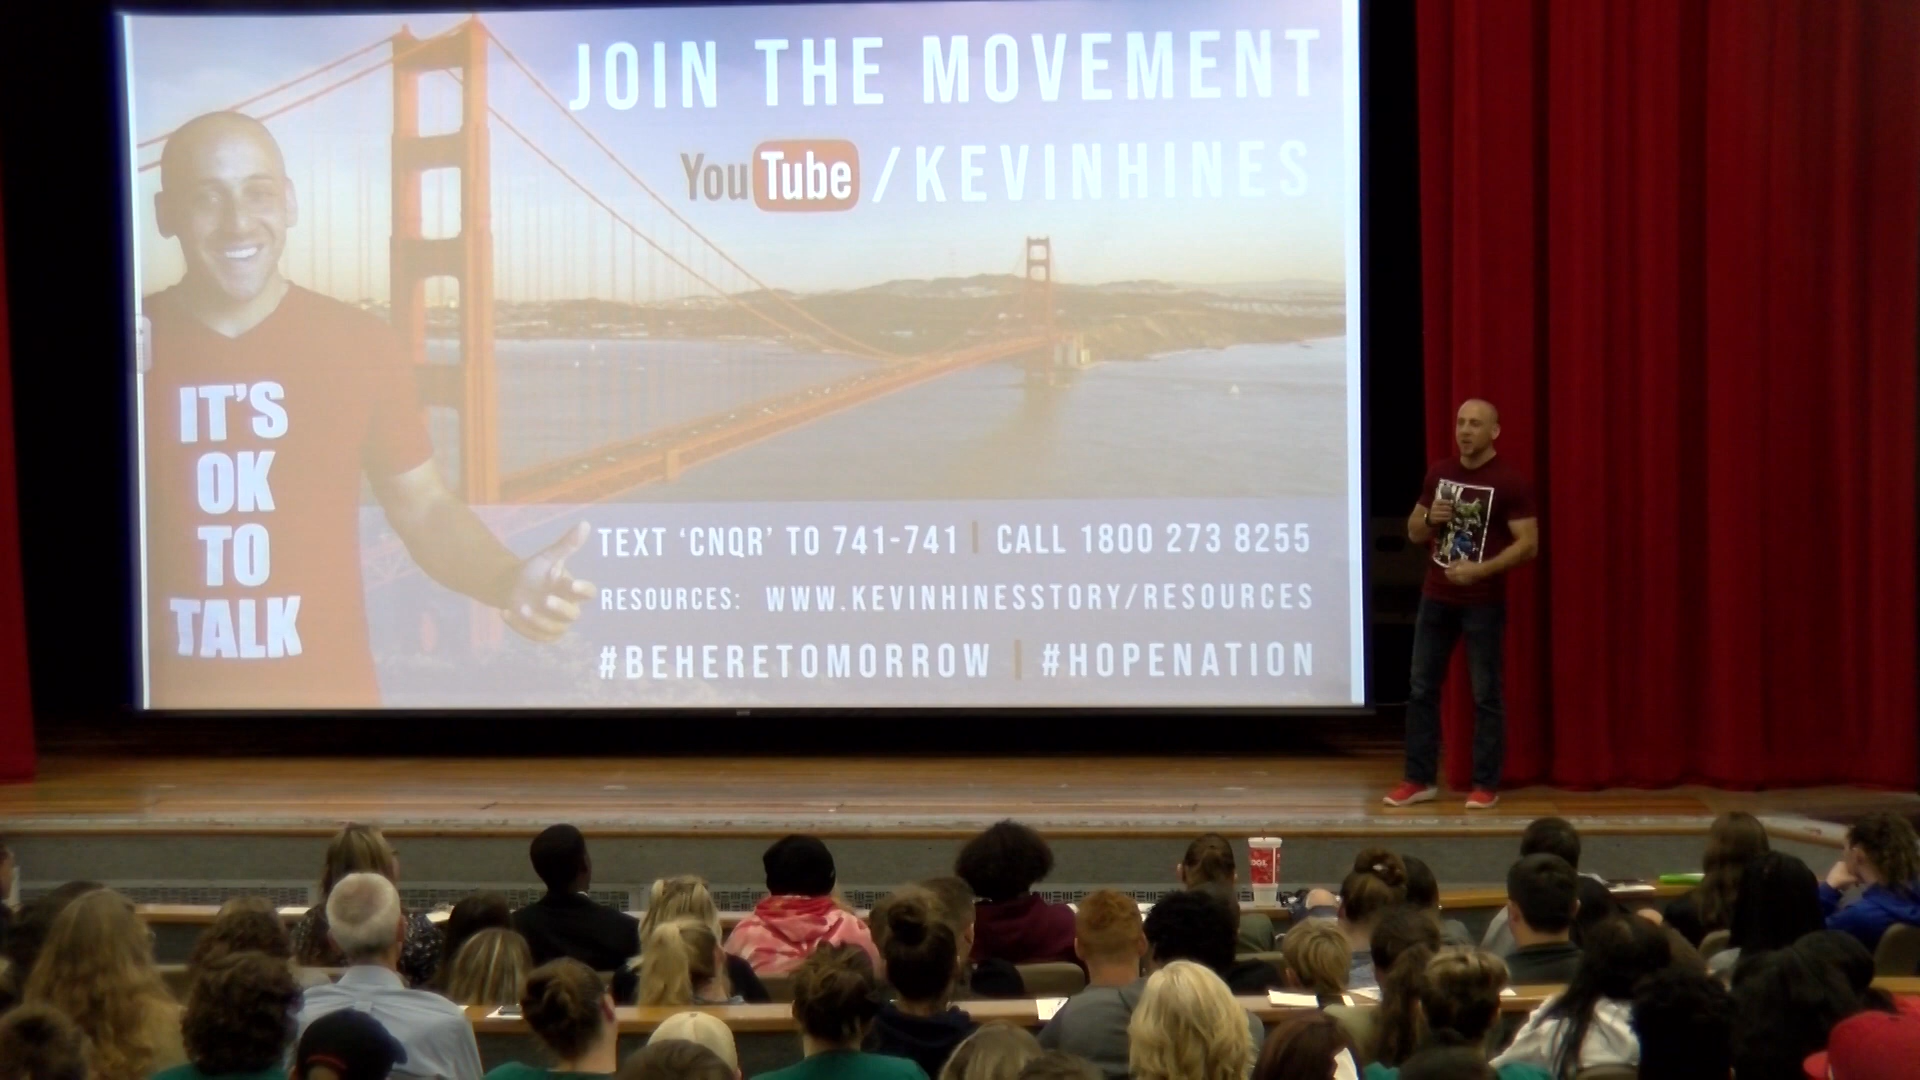 JOIN THE MOVEMENT
YouTube /KEVINHINES
IT'S
OK
TO
TALK
TEXT ‘CNQR’ TO 741-741 | CALL 1800 273 8255
RESOURCES: WWW.KEVINHINESSTORY/RESOURCES
#BEHERETOMORROW | #HOPENATION